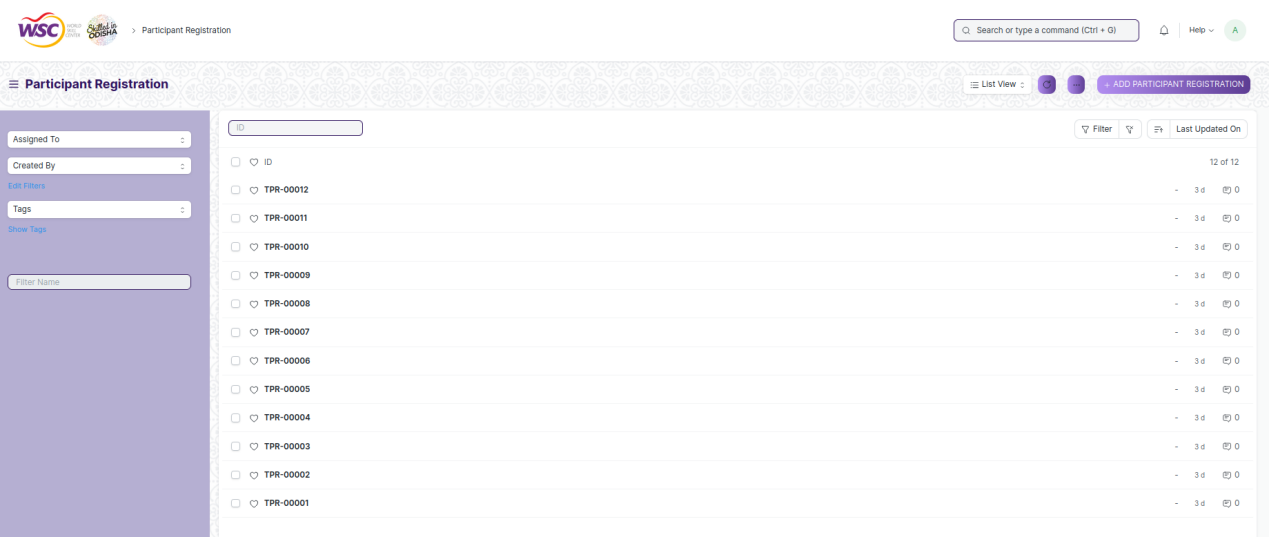 WSC WORLD SKILL CENTER Skilled in ODISHA > Participant Registration
Search or type a command (Ctrl + G)
Help
A
Participant Registration
List View
+ ADD PARTICIPANT REGISTRATION
Assigned To
Created By
Edit Filters
Tags
Show Tags
Filter Name
ID
Filter
Last Updated On
ID 12 of 12
TPR-00012 - 3 d 0
TPR-00011 - 3 d 0
TPR-00010 - 3 d 0
TPR-00009 - 3 d 0
TPR-00008 - 3 d 0
TPR-00007 - 3 d 0
TPR-00006 - 3 d 0
TPR-00005 - 3 d 0
TPR-00004 - 3 d 0
TPR-00003 - 3 d 0
TPR-00002 - 3 d 0
TPR-00001 - 3 d 0